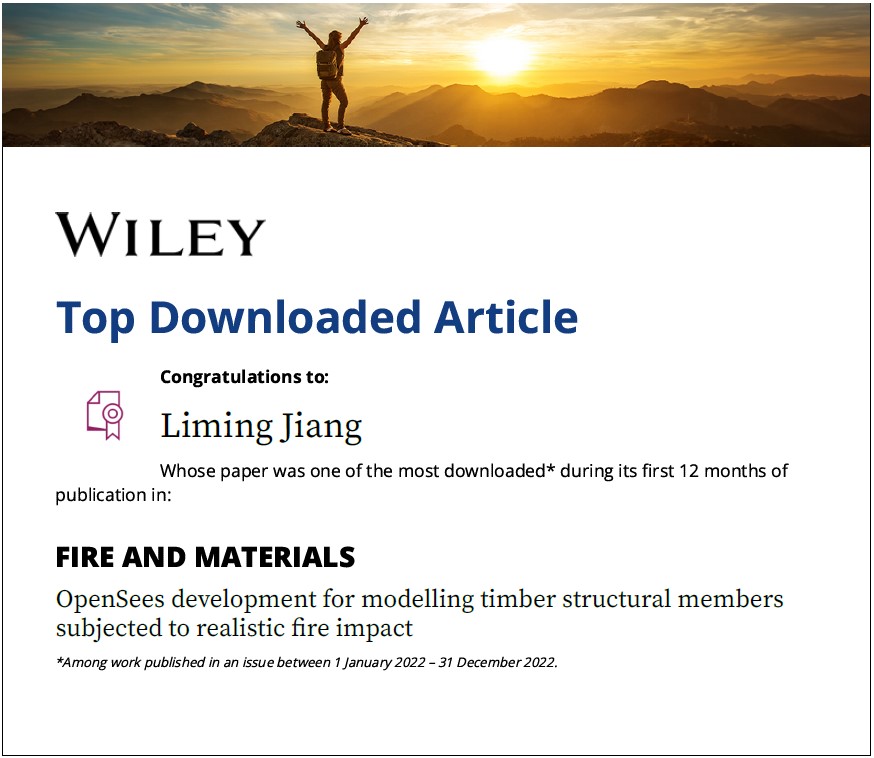 WILEY
Top Downloaded Article
Congratulations to:
Liming Jiang
Whose paper was one of the most downloaded* during its first 12 months of
publication in:
FIRE AND MATERIALS
OpenSees development for modelling timber structural members
subjected to realistic fire impact
*Among work published in an issue between 1 January 2022 – 31 December 2022.